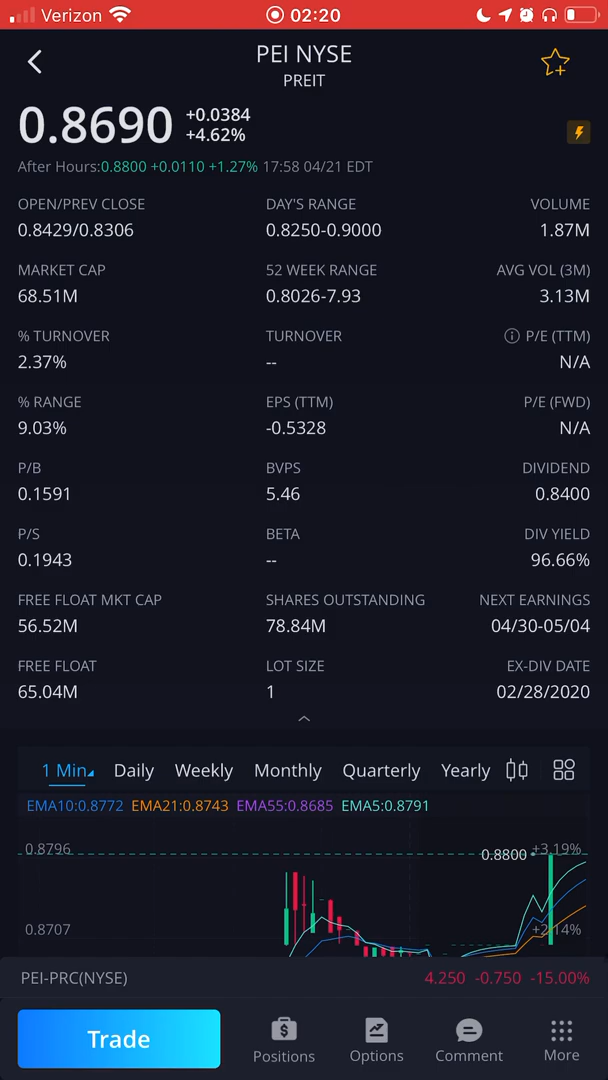 Verizon 02:20
PEI NYSE
PREIT
0.8690 +0.0384
+4.62%
After Hours:0.8800 +0.0110 +1.27% 17:58 04/21 EDT
OPEN/PREV CLOSE DAY'S RANGE VOLUME
0.8429/0.8306 0.8250-0.9000 1.87M
MARKET CAP 52 WEEK RANGE AVG VOL (3M)
68.51M 0.8026-7.93 3.13M
% TURNOVER TURNOVER P/E (TTM)
2.37% -- N/A
% RANGE EPS (TTM) P/E (FWD)
9.03% -0.5328 N/A
P/B BVPS DIVIDEND
0.1591 5.46 0.8400
P/S BETA DIV YIELD
0.1943 -- 96.66%
FREE FLOAT MKT CAP SHARES OUTSTANDING NEXT EARNINGS
56.52M 78.84M 04/30-05/04
FREE FLOAT LOT SIZE EX-DIV DATE
65.04M 1 02/28/2020
1 Min Daily Weekly Monthly Quarterly Yearly
EMA10:0.8772 EMA21:0.8743 EMA55:0.8685 EMA5:0.8791
0.8796 0.8800 +3.19%
0.8707 +2.14%
PEI-PRC(NYSE) 4.250 -0.750 -15.00%
Trade Positions Options Comment More